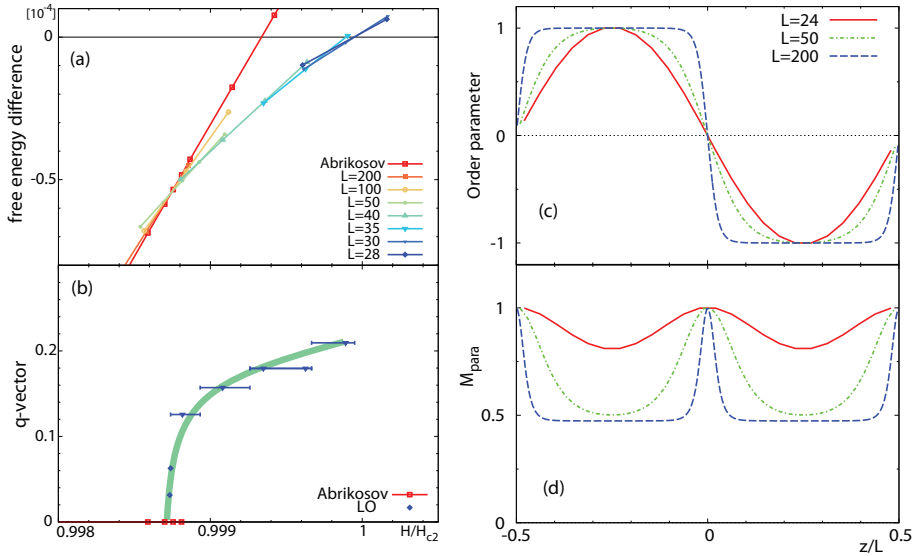 [10⁻⁴]
0
-0.5
free energy difference
(a)
Abrikosov
L=200
L=100
L=50
L=40
L=35
L=30
L=28
(b)
0.2
0.1
0
q-vector
Abrikosov
LO
0.998
0.999
1
H/H_c2
L=24
L=50
L=200
1
0
-1
Order parameter
(c)
1
0.5
0
M_para
(d)
-0.5
0
0.5
z/L